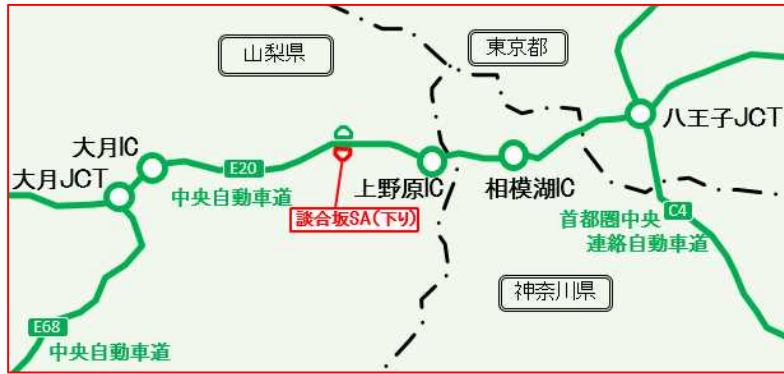 山梨県
東京都
八王子JCT
大月IC
大月JCT
E20
中央自動車道
上野原IC
相模湖IC
談合坂SA(下り)
C4
首都圏中央
連絡自動車道
神奈川県
E68
中央自動車道